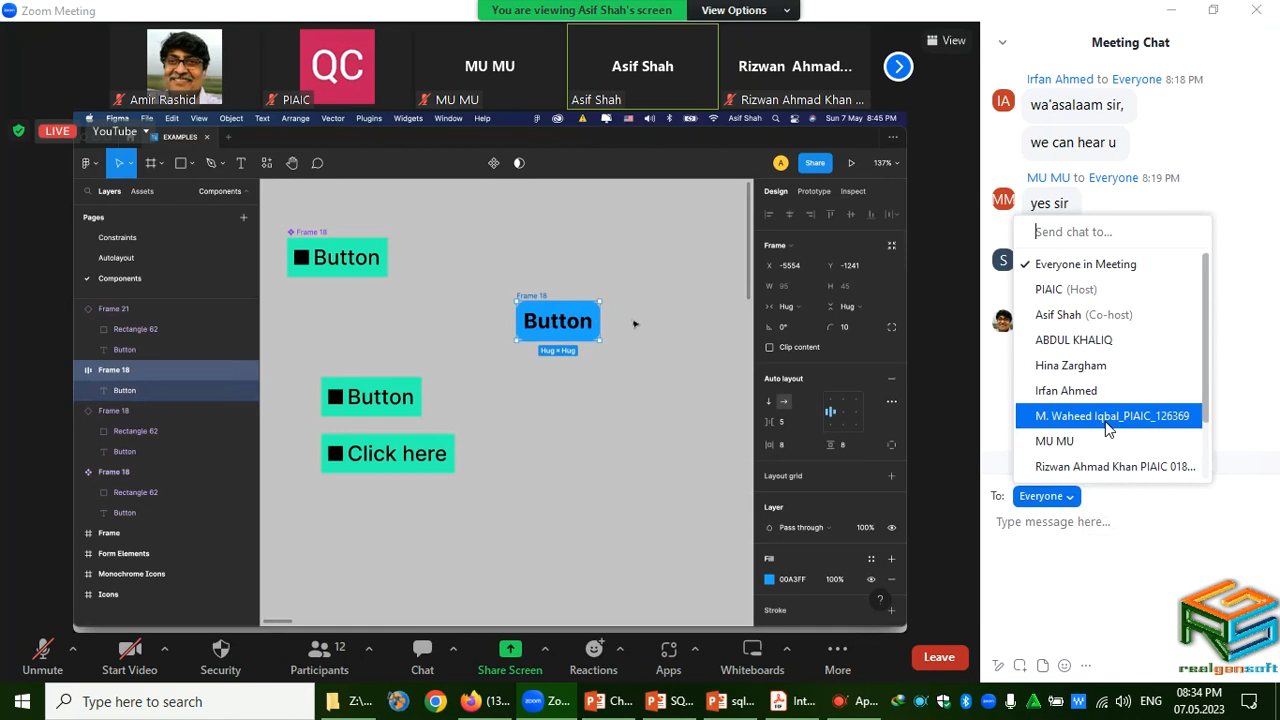 Zoom Meeting
You are viewing Asif Shah's screen
View Options
QC
MU MU
Asif Shah
Rizwan Ahmad...
View
Amir Rashid
PIAIC
MU MU
Asif Shah
Rizwan Ahmad Khan ...
LIVE
YouTube
Figma File Edit View Object Text Arrange Vector Plugins Widgets Window Help
Asif Shah
Sun 7 May 8:45 PM
EXAMPLES
A
Share
137%
Layers Assets
Components
Pages
Constraints
Autolayout
Components
Frame 21
Rectangle 62
Button
Frame 18
Button
Frame 18
Rectangle 62
Button
Frame 18
Rectangle 62
Button
Frame
Form Elements
Monochrome Icons
Icons
Frame 18
Button
Frame 18
Button
Hug × Hug
Button
Click here
Design Prototype Inspect
Frame
X -5554 Y -1241
W 95 H 45
Hug Hug
0° 10
Clip content
Auto layout
5
8 8
Layout grid
Layer
Pass through 100%
Fill
00A3FF 100%
Stroke
?
Unmute
Start Video
Security
12
Participants
Chat
Share Screen
Reactions
Apps
Whiteboards
More
Leave
Meeting Chat
Irfan Ahmed to Everyone 8:18 PM
IA
wa'asalaam sir,
we can hear u
MU MU to Everyone 8:19 PM
MM
yes sir
S
Send chat to...
Everyone in Meeting
PIAIC (Host)
Asif Shah (Co-host)
ABDUL KHALIQ
Hina Zargham
Irfan Ahmed
M. Waheed Iqbal_PIAIC_126369
MU MU
Rizwan Ahmad Khan PIAIC 018...
To: Everyone
Type message here...
realgensoft
Type here to search
Z:\...
(13...
Zo...
Ch...
SQ...
sql...
Int...
Ap...
ENG
08:34 PM
07.05.2023